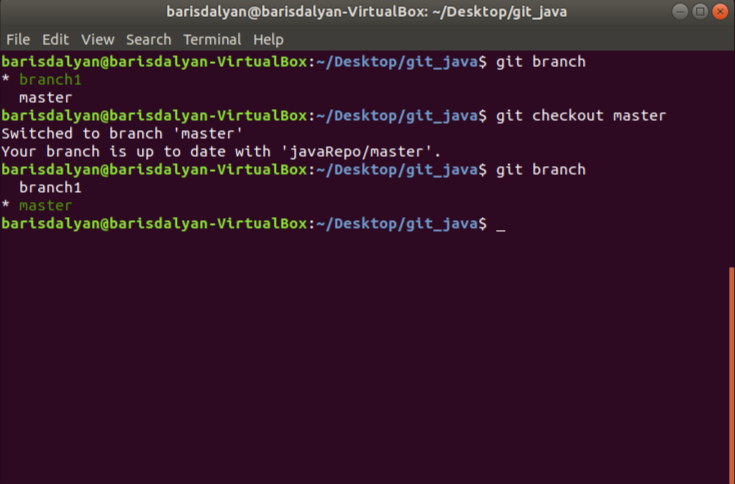 barisdalyan@barisdalyan-VirtualBox: ~/Desktop/git_java
File Edit View Search Terminal Help
barisdalyan@barisdalyan-VirtualBox:~/Desktop/git_java$ git branch
* branch1
  master
barisdalyan@barisdalyan-VirtualBox:~/Desktop/git_java$ git checkout master
Switched to branch 'master'
Your branch is up to date with 'javaRepo/master'.
barisdalyan@barisdalyan-VirtualBox:~/Desktop/git_java$ git branch
  branch1
* master
barisdalyan@barisdalyan-VirtualBox:~/Desktop/git_java$ _